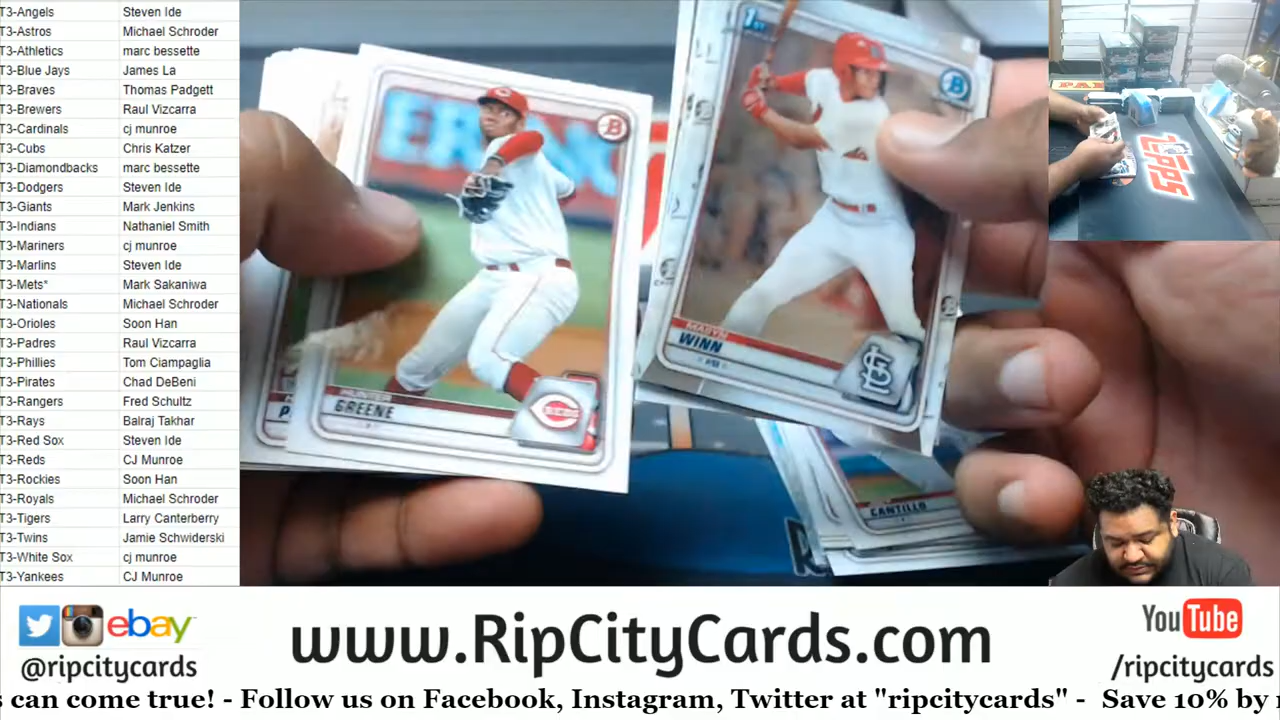 T3-Angels Steven Ide
T3-Astros Michael Schroder
T3-Athletics marc bessette
T3-Blue Jays James La
T3-Braves Thomas Padgett
T3-Brewers Raul Vizcarra
T3-Cardinals cj munroe
T3-Cubs Chris Katzer
T3-Diamondbacks marc bessette
T3-Dodgers Steven Ide
T3-Giants Mark Jenkins
T3-Indians Nathaniel Smith
T3-Mariners cj munroe
T3-Marlins Steven Ide
T3-Mets* Mark Sakaniwa
T3-Nationals Michael Schroder
T3-Orioles Soon Han
T3-Padres Raul Vizcarra
T3-Phillies Tom Ciampaglia
T3-Pirates Chad DeBeni
T3-Rangers Fred Schultz
T3-Rays Balraj Takhar
T3-Red Sox Steven Ide
T3-Reds CJ Munroe
T3-Rockies Soon Han
T3-Royals Michael Schroder
T3-Tigers Larry Canterberry
T3-Twins Jamie Schwiderski
T3-White Sox cj munroe
T3-Yankees CJ Munroe
B
HUNTER
GREENE
REDS
1st
B
MASYN
WINN
STL
CANTILLO
TOPPS
ebay
@ripcitycards
www.RipCityCards.com
YouTube
/ripcitycards
s can come true! - Follow us on Facebook, Instagram, Twitter at "ripcitycards" - Save 10% by